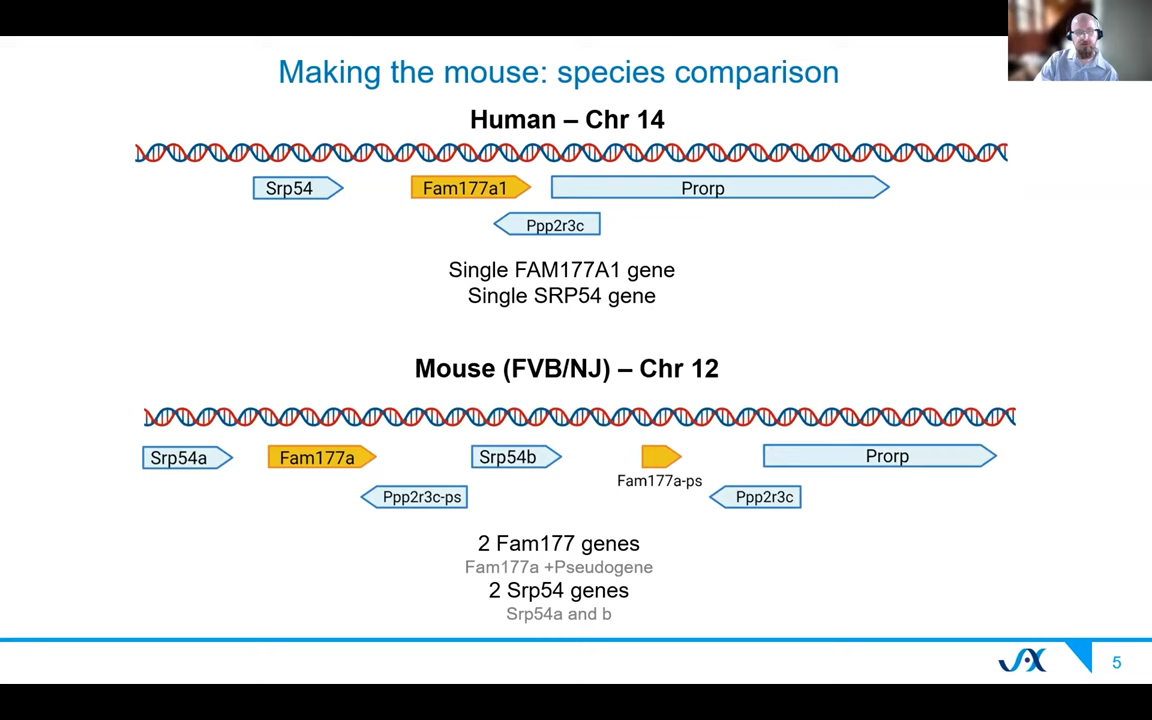 Making the mouse: species comparison
Human – Chr 14
Srp54
Fam177a1
Prorp
Ppp2r3c
Single FAM177A1 gene
Single SRP54 gene
Mouse (FVB/NJ) – Chr 12
Srp54a
Fam177a
Srp54b
Prorp
Fam177a-ps
Ppp2r3c-ps
Ppp2r3c
2 Fam177 genes
Fam177a +Pseudogene
2 Srp54 genes
Srp54a and b
JAX
5